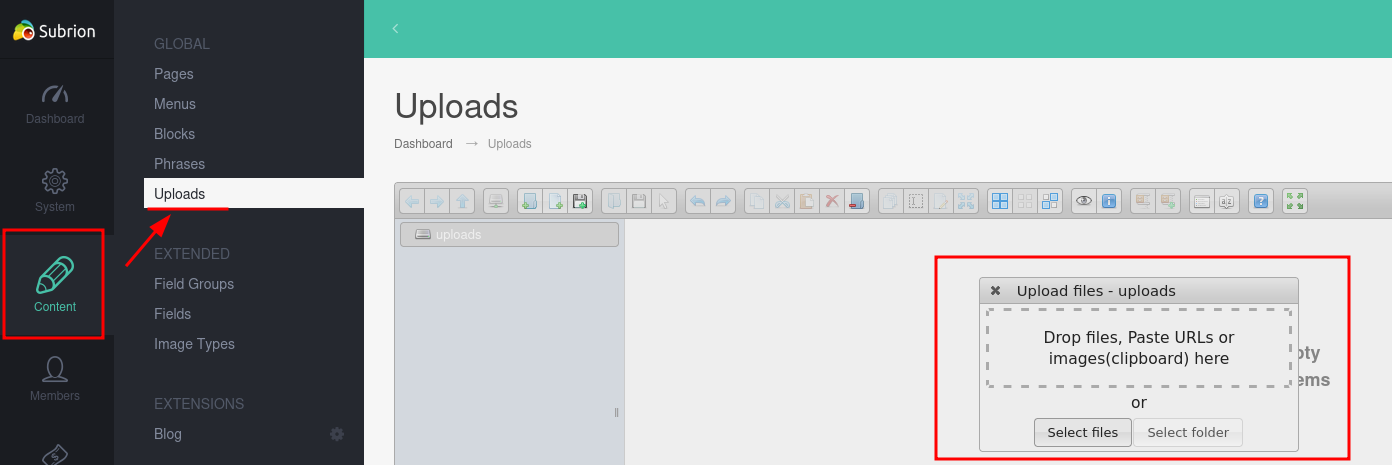 Subrion
Dashboard
System
Content
Members
GLOBAL
Pages
Menus
Blocks
Phrases
Uploads
EXTENDED
Field Groups
Fields
Image Types
EXTENSIONS
Blog
Uploads
Dashboard → Uploads
uploads
Upload files - uploads
Drop files, Paste URLs or
images(clipboard) here
or
Select files Select folder